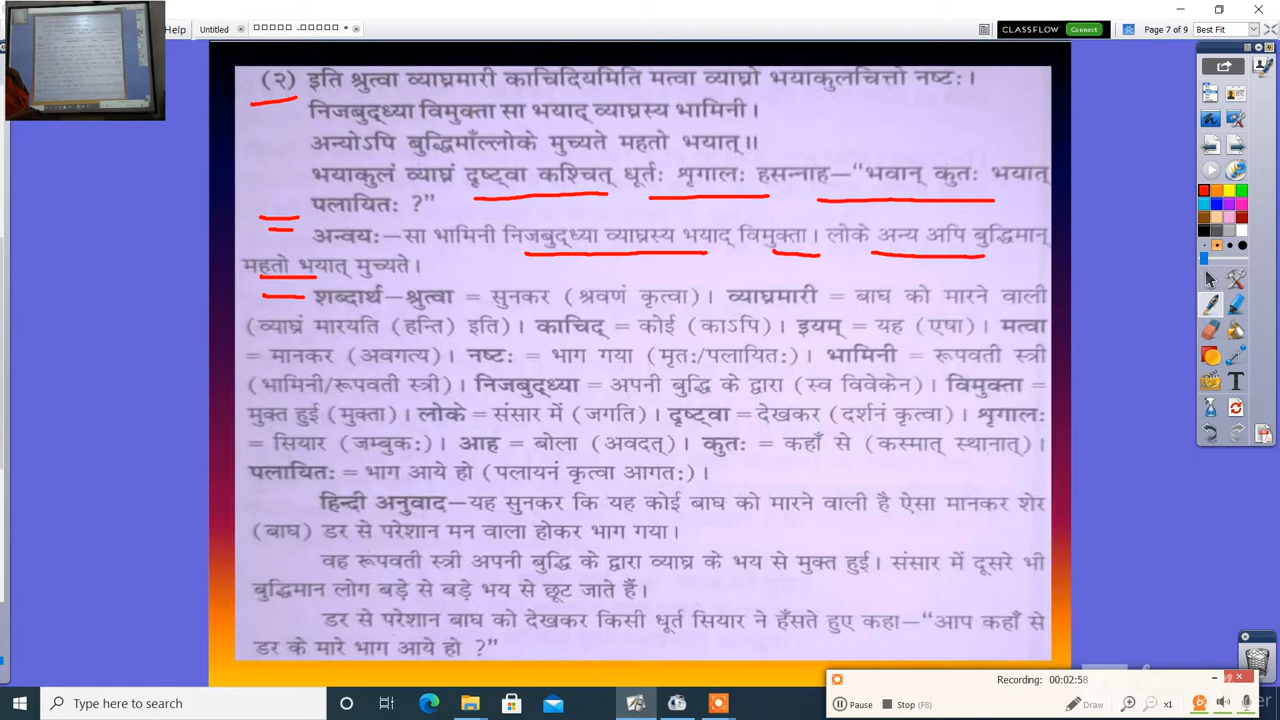 Help Untitled CLASSFLOW Connect Page 7 of 9 Best Fit
(२) इति श्रुत्वा व्याघ्रमारी काचिदियमिति मत्वा व्याघ्रो भयाकुलचित्तो नष्टः।
निजबुद्ध्या विमुक्ता सा भयाद् व्याघ्रस्य भामिनी।
अन्योऽपि बुद्धिमाँल्लोके मुच्यते महतो भयात्॥
भयाकुलं व्याघ्रं दृष्ट्वा कश्चित् धूर्तः शृगालः हसन्नाह—“भवान् कुतः भयात्
पलायितः ?”
अन्वयः—सा भामिनी निजबुद्ध्या व्याघ्रस्य भयाद् विमुक्ता। लोके अन्य अपि बुद्धिमान्
महतो भयात् मुच्यते।
शब्दार्थ—श्रुत्वा = सुनकर (श्रवणं कृत्वा)। व्याघ्रमारी = बाघ को मारने वाली
(व्याघ्रं मारयति (हन्ति) इति)। काचिद् = कोई (काऽपि)। इयम् = यह (एषा)। मत्वा
= मानकर (अवगत्य)। नष्टः = भाग गया (मृतः/पलायितः)। भामिनी = रूपवती स्त्री
(भामिनी/रूपवती स्त्री)। निजबुद्ध्या = अपनी बुद्धि के द्वारा (स्व विवेकेन)। विमुक्ता =
मुक्त हुई (मुक्ता)। लोके = संसार में (जगति)। दृष्ट्वा = देखकर (दर्शनं कृत्वा)। शृगालः
= सियार (जम्बुकः)। आह = बोला (अवदत्)। कुतः = कहाँ से (कस्मात् स्थानात्)।
पलायितः = भाग आये हो (पलायनं कृत्वा आगतः)।
हिन्दी अनुवाद—यह सुनकर कि यह कोई बाघ को मारने वाली है ऐसा मानकर शेर
(बाघ) डर से परेशान मन वाला होकर भाग गया।
वह रूपवती स्त्री अपनी बुद्धि के द्वारा व्याघ्र के भय से मुक्त हुई। संसार में दूसरे भी
बुद्धिमान लोग बड़े से बड़े भय से छूट जाते हैं।
डर से परेशान बाघ को देखकर किसी धूर्त सियार ने हँसते हुए कहा—“आप कहाँ से
डर के मारे भाग आये हो ?”
Recording: 00:02:58
Pause Stop (F8) Draw x1
Type here to search